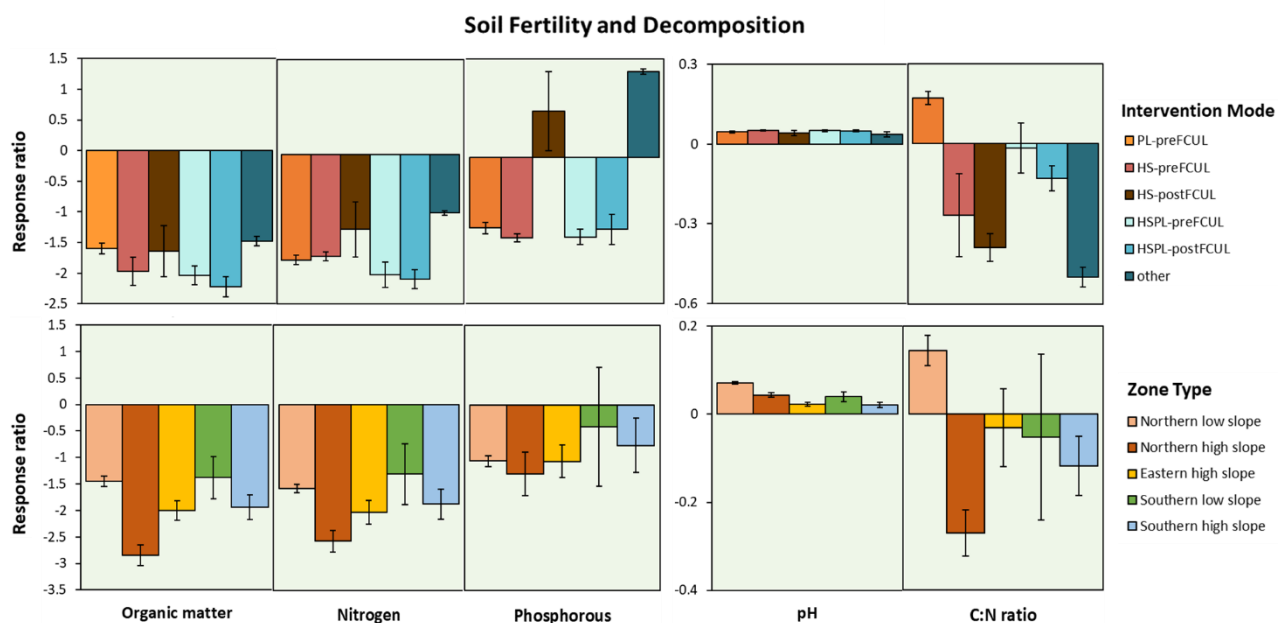 Soil Fertility and Decomposition
Response ratio
1.5
1
0.5
0
-0.5
-1
-1.5
-2
-2.5
0.3
0
-0.3
-0.6
Intervention Mode
PL-preFCUL
HS-preFCUL
HS-postFCUL
HSPL-preFCUL
HSPL-postFCUL
other
Response ratio
1.5
1
0.5
0
-0.5
-1
-1.5
-2
-2.5
-3
-3.5
0.2
0
-0.2
-0.4
Zone Type
Northern low slope
Northern high slope
Eastern high slope
Southern low slope
Southern high slope
Organic matter
Nitrogen
Phosphorous
pH
C:N ratio